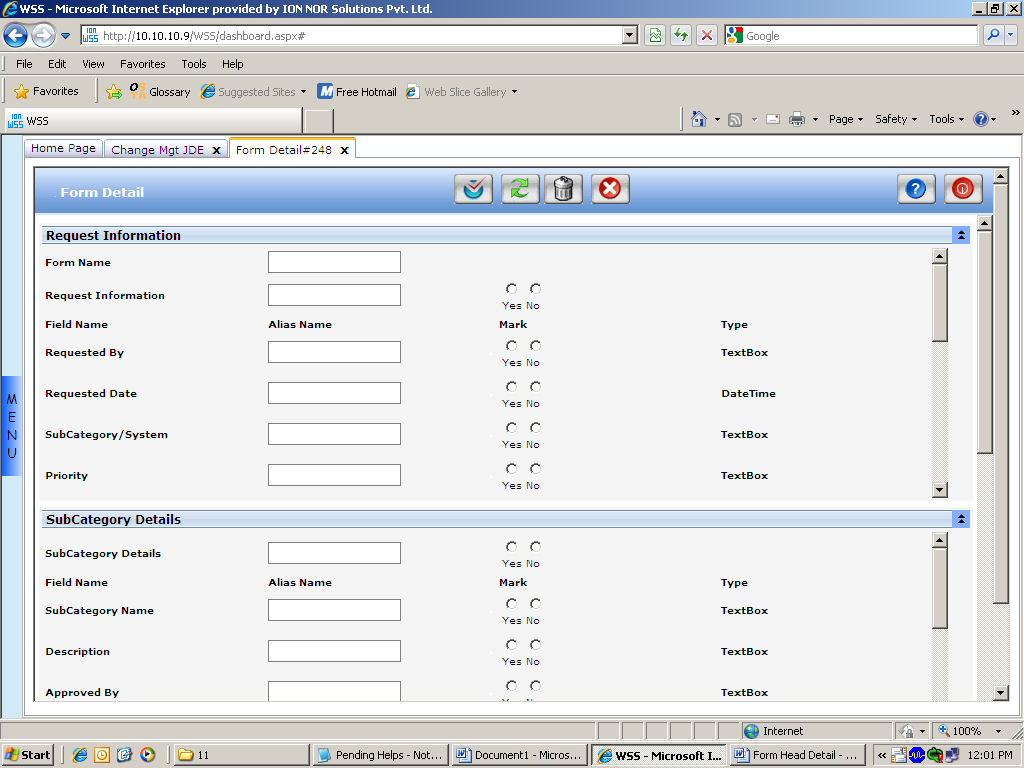 WSS - Microsoft Internet Explorer provided by ION NOR Solutions Pvt. Ltd.
ION WSS http://10.10.10.9/WSS/dashboard.aspx# Google
File Edit View Favorites Tools Help
Favorites Glossary Suggested Sites Free Hotmail Web Slice Gallery
ION WSS WSS Page Safety Tools »
Home Page Change Mgt JDE x Form Detail#248 x
Form Detail
Request Information
Form Name
Request Information Yes No
Field Name Alias Name Mark Type
Requested By Yes No TextBox
Requested Date Yes No DateTime
SubCategory/System Yes No TextBox
Priority Yes No TextBox
MENU
SubCategory Details
SubCategory Details Yes No
Field Name Alias Name Mark Type
SubCategory Name Yes No TextBox
Description Yes No TextBox
Approved By TextBox
Internet 100%
Start 11 Pending Helps - Not... Document1 - Micros... WSS - Microsoft I... Form Head Detail - ... « 12:01 PM